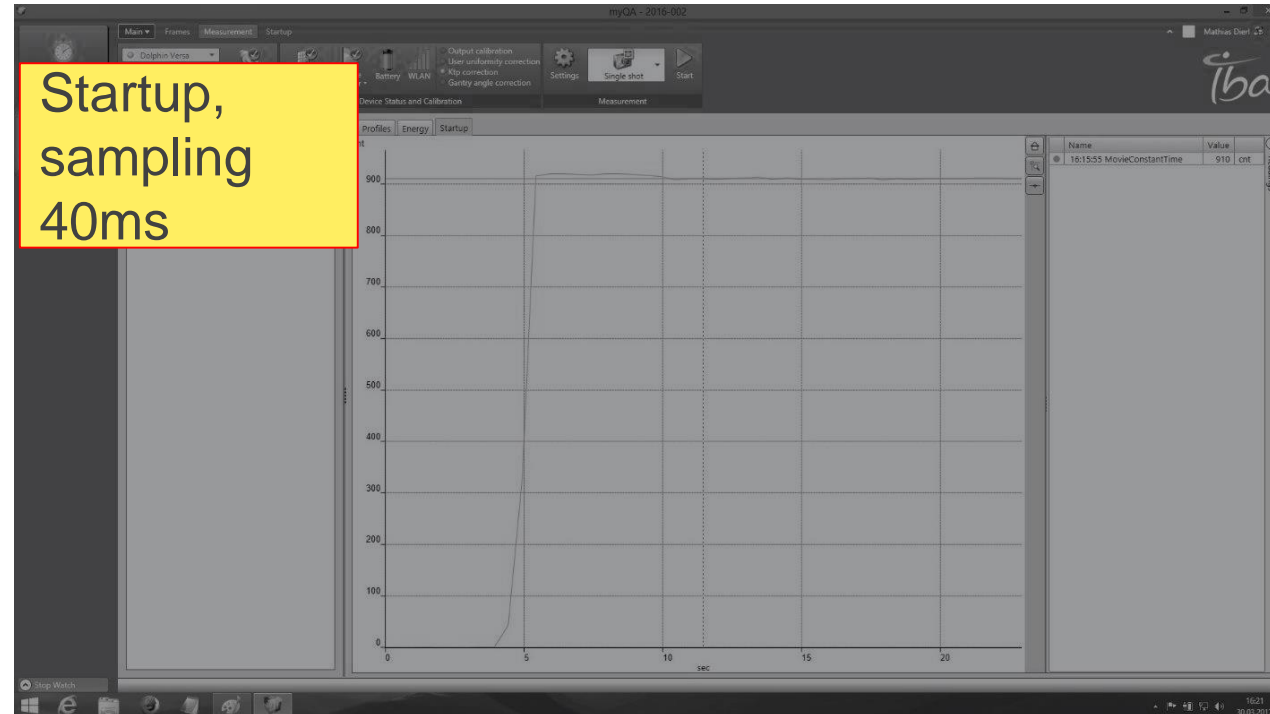 myQA - 2016-002
Main Frames Measurement Startup
Mathias Dierl
Dolphin Versa
Startup,
sampling
40ms
Battery WLAN
Output calibration
User uniformity correction
Ktp correction
Gantry angle correction
Device Status and Calibration
Settings Single shot Start
Measurement
iba
Profiles Energy Startup
900
800
700
600
500
400
300
200
100
0
0 5 10 15 20
sec
Name Value
16:15:55 MovieConstantTime 910 cnt
Stop Watch
16:21